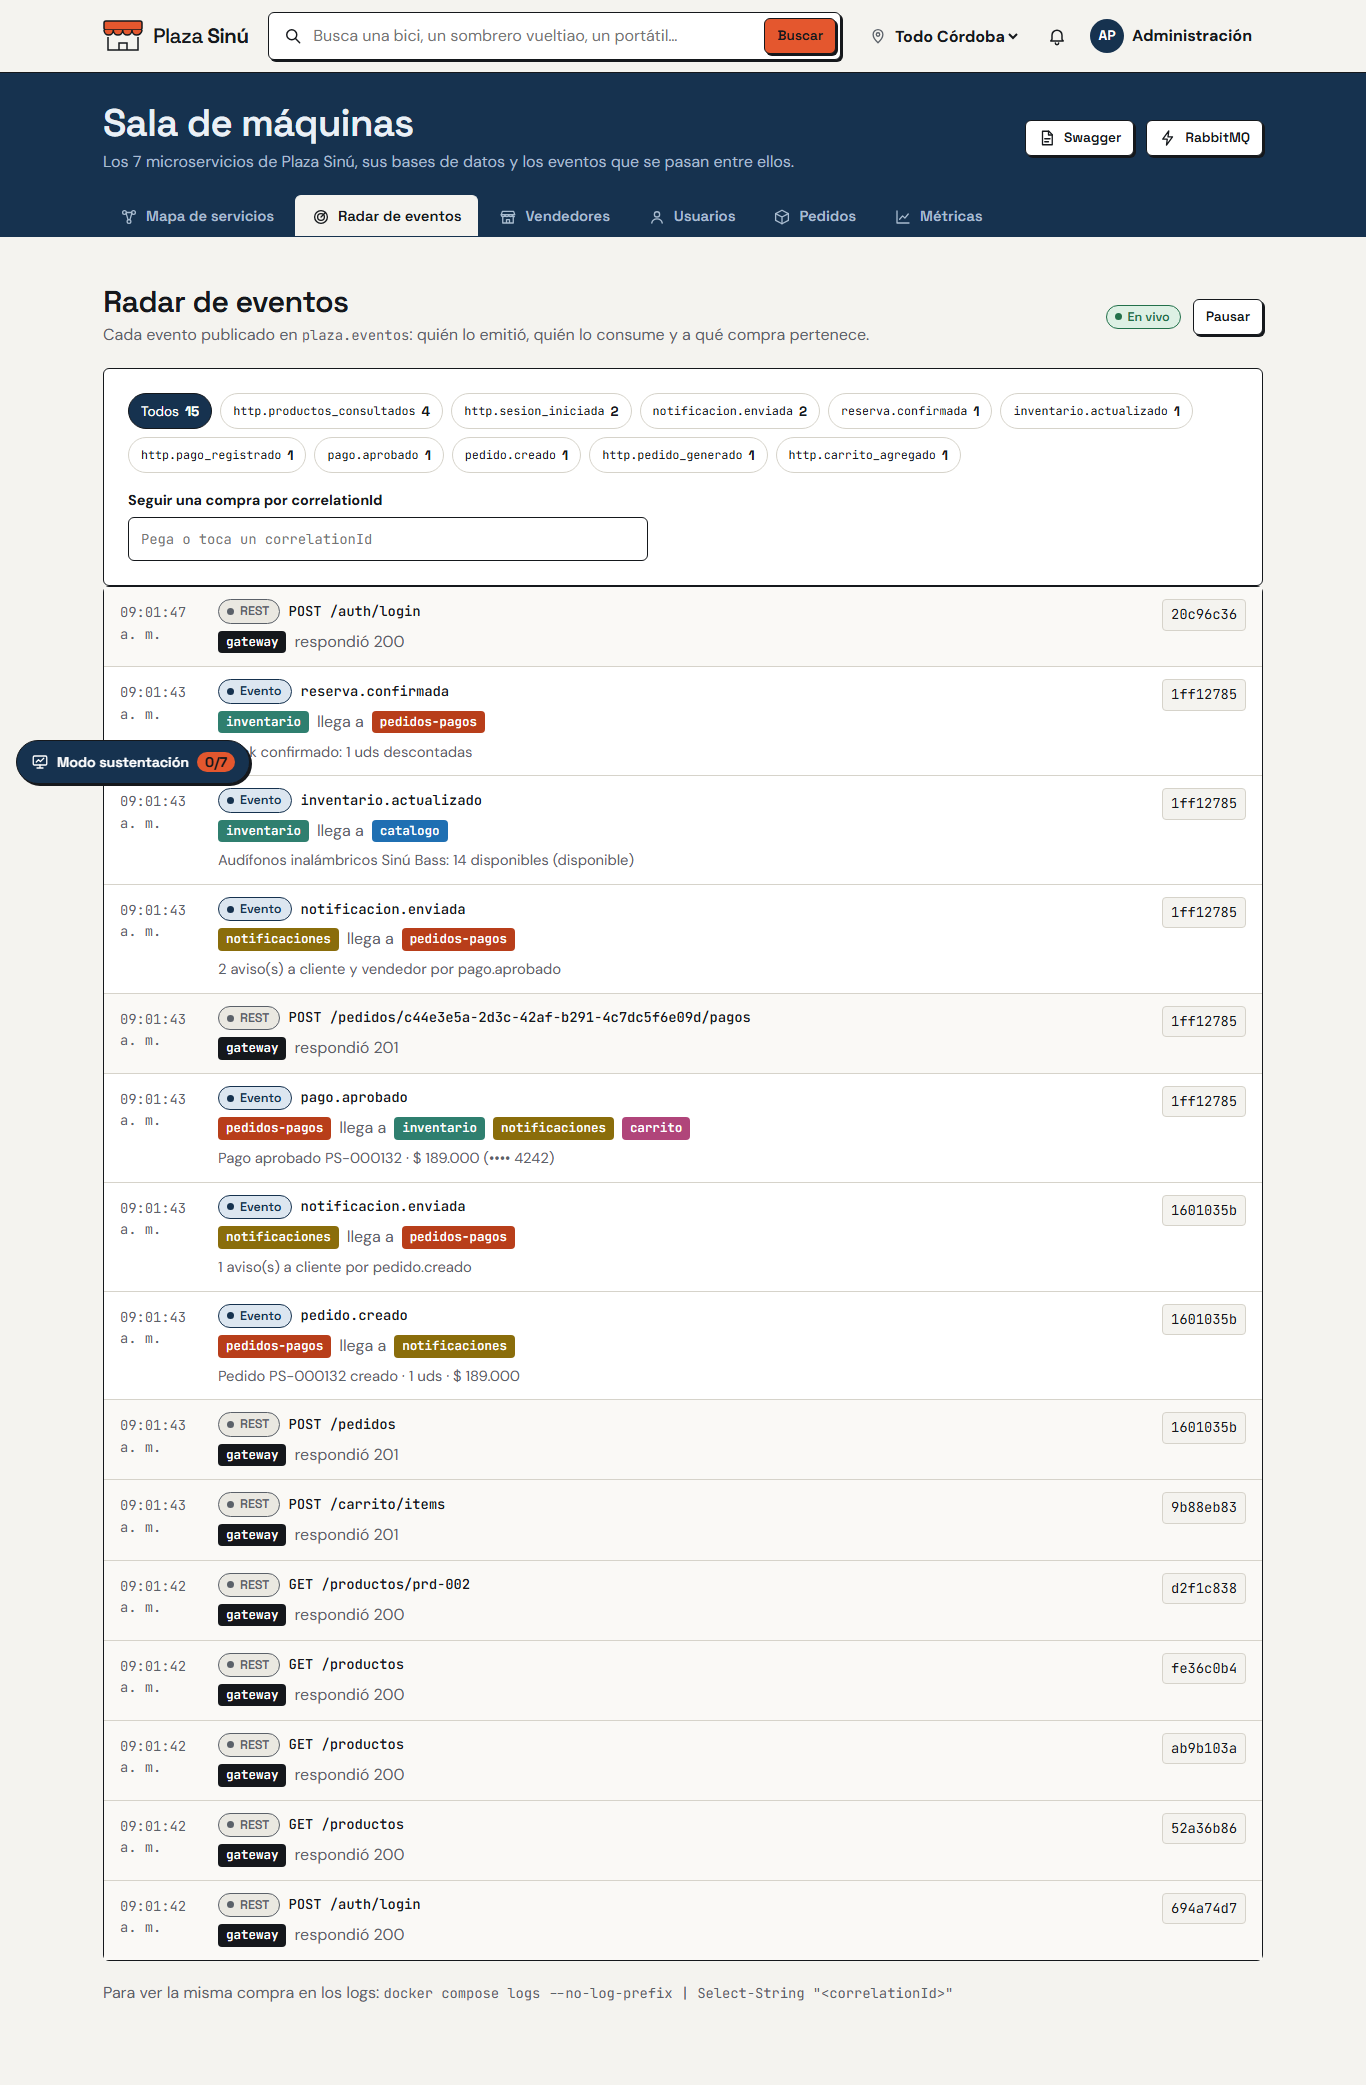 Plaza Sinú
Busca una bici, un sombrero vueltiao, un portátil...
Buscar
Todo Córdoba
AP
Administración
Sala de máquinas
Los 7 microservicios de Plaza Sinú, sus bases de datos y los eventos que se pasan entre ellos.
Swagger
RabbitMQ
Mapa de servicios
Radar de eventos
Vendedores
Usuarios
Pedidos
Métricas
Radar de eventos
Cada evento publicado en plaza.eventos: quién lo emitió, quién lo consume y a qué compra pertenece.
En vivo
Pausar
Todos 15
http.productos_consultados 4
http.sesion_iniciada 2
notificacion.enviada 2
reserva.confirmada 1
inventario.actualizado 1
http.pago_registrado 1
pago.aprobado 1
pedido.creado 1
http.pedido_generado 1
http.carrito_agregado 1
Seguir una compra por correlationId
Pega o toca un correlationId
09:01:47 a. m.
REST POST /auth/login
gateway respondió 200
20c96c36
09:01:43 a. m.
Evento reserva.confirmada
inventario llega a pedidos-pagos
k confirmado: 1 uds descontadas
1ff12785
Modo sustentación 0/7
09:01:43 a. m.
Evento inventario.actualizado
inventario llega a catalogo
Audífonos inalámbricos Sinú Bass: 14 disponibles (disponible)
1ff12785
09:01:43 a. m.
Evento notificacion.enviada
notificaciones llega a pedidos-pagos
2 aviso(s) a cliente y vendedor por pago.aprobado
1ff12785
09:01:43 a. m.
REST POST /pedidos/c44e3e5a-2d3c-42af-b291-4c7dc5f6e09d/pagos
gateway respondió 201
1ff12785
09:01:43 a. m.
Evento pago.aprobado
pedidos-pagos llega a inventario notificaciones carrito
Pago aprobado PS-000132 · $ 189.000 (•••• 4242)
1ff12785
09:01:43 a. m.
Evento notificacion.enviada
notificaciones llega a pedidos-pagos
1 aviso(s) a cliente por pedido.creado
1601035b
09:01:43 a. m.
Evento pedido.creado
pedidos-pagos llega a notificaciones
Pedido PS-000132 creado · 1 uds · $ 189.000
1601035b
09:01:43 a. m.
REST POST /pedidos
gateway respondió 201
1601035b
09:01:43 a. m.
REST POST /carrito/items
gateway respondió 201
9b88eb83
09:01:42 a. m.
REST GET /productos/prd-002
gateway respondió 200
d2f1c838
09:01:42 a. m.
REST GET /productos
gateway respondió 200
fe36c0b4
09:01:42 a. m.
REST GET /productos
gateway respondió 200
ab9b103a
09:01:42 a. m.
REST GET /productos
gateway respondió 200
52a36b86
09:01:42 a. m.
REST POST /auth/login
gateway respondió 200
694a74d7
Para ver la misma compra en los logs: docker compose logs --no-log-prefix | Select-String "<correlationId>"